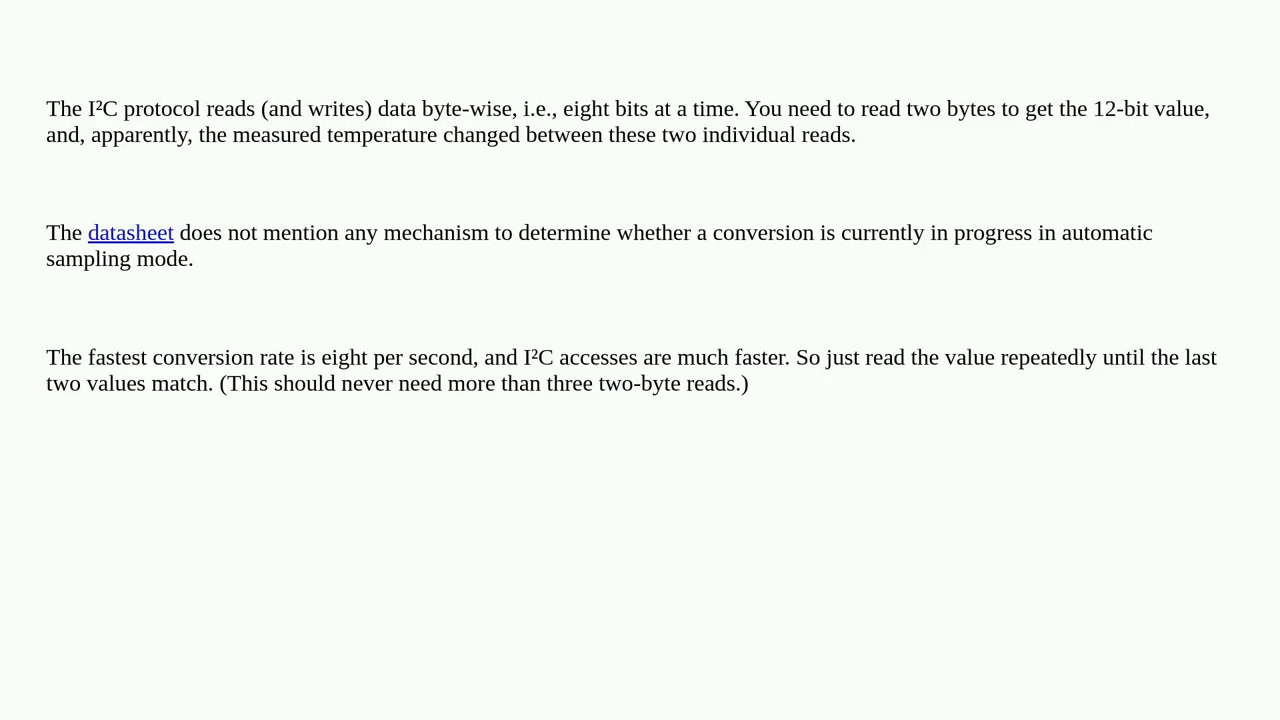 The I²C protocol reads (and writes) data byte-wise, i.e., eight bits at a time. You need to read two bytes to get the 12-bit value,
and, apparently, the measured temperature changed between these two individual reads.
The datasheet does not mention any mechanism to determine whether a conversion is currently in progress in automatic
sampling mode.
The fastest conversion rate is eight per second, and I²C accesses are much faster. So just read the value repeatedly until the last
two values match. (This should never need more than three two-byte reads.)